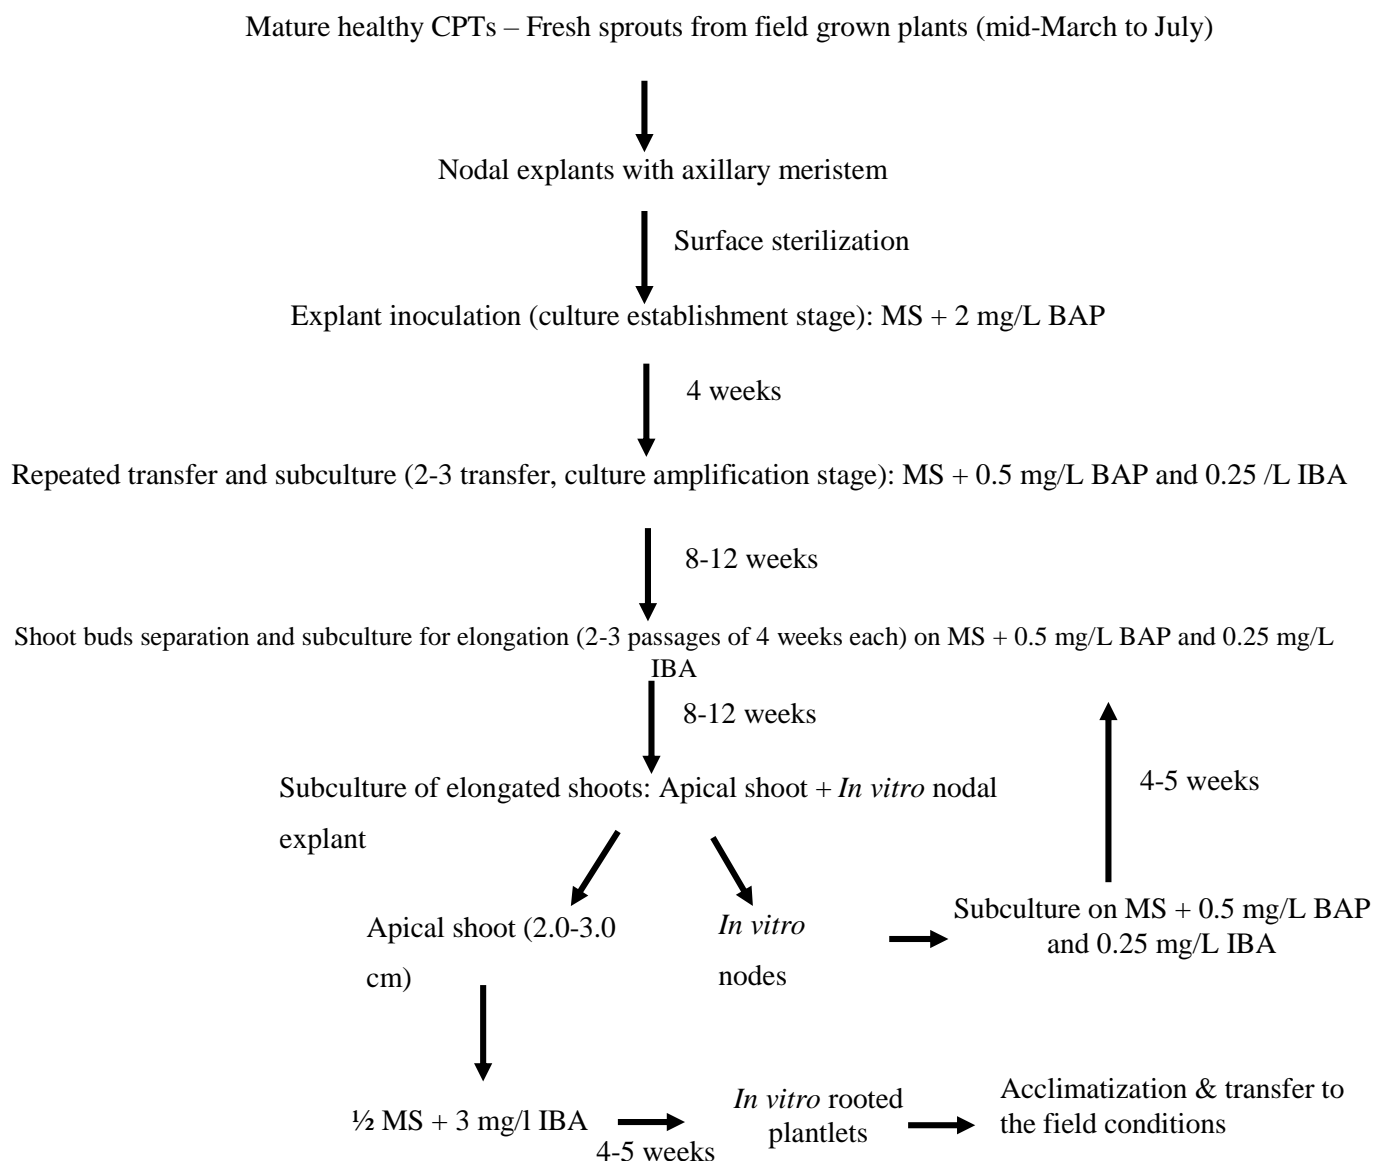 Mature healthy CPTs – Fresh sprouts from field grown plants (mid-March to July)
Nodal explants with axillary meristem
Surface sterilization
Explant inoculation (culture establishment stage): MS + 2 mg/L BAP
4 weeks
Repeated transfer and subculture (2-3 transfer, culture amplification stage): MS + 0.5 mg/L BAP and 0.25 /L IBA
8-12 weeks
Shoot buds separation and subculture for elongation (2-3 passages of 4 weeks each) on MS + 0.5 mg/L BAP and 0.25 mg/L
IBA
8-12 weeks
4-5 weeks
Subculture of elongated shoots: Apical shoot + In vitro nodal
explant
Apical shoot (2.0-3.0
cm)
In vitro
nodes
Subculture on MS + 0.5 mg/L BAP
and 0.25 mg/L IBA
½ MS + 3 mg/l IBA
4-5 weeks
In vitro rooted
plantlets
Acclimatization & transfer to
the field conditions